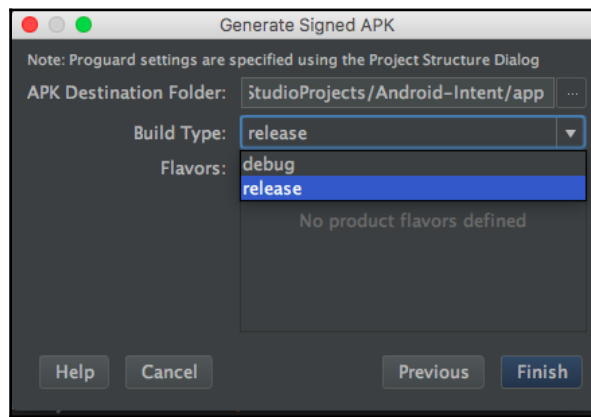 Generate Signed APK
Note: Proguard settings are specified using the Project Structure Dialog
APK Destination Folder: StudioProjects/Android-Intent/app ...
Build Type: release
Flavors: debug
release
No product flavors defined
Help Cancel Previous Finish